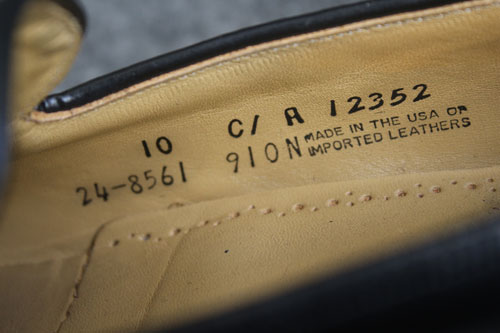 10 C/A 12352
24-8561 910N MADE IN THE USA OF
IMPORTED LEATHERS